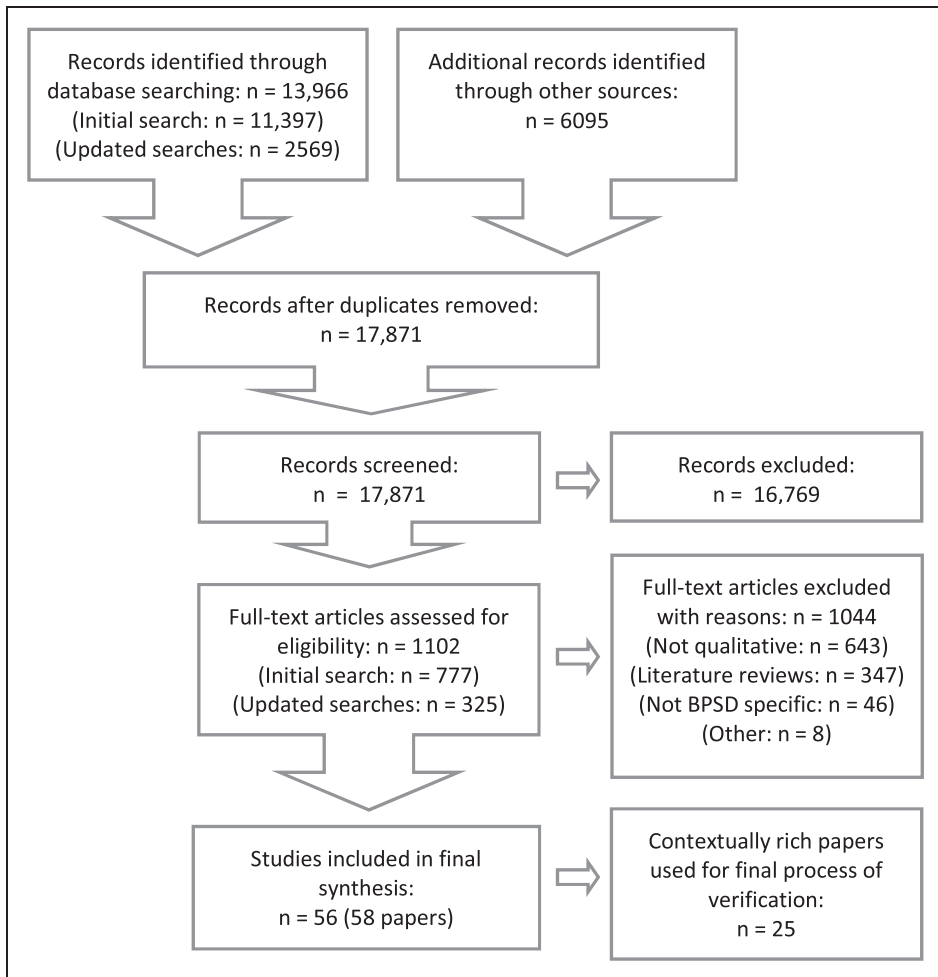 Records identified through
database searching: n = 13,966
(Initial search: n = 11,397)
(Updated searches: n = 2569)
Additional records identified
through other sources:
n = 6095
Records after duplicates removed:
n = 17,871
Records screened:
n = 17,871
Records excluded:
n = 16,769
Full-text articles assessed for
eligibility: n = 1102
(Initial search: n = 777)
(Updated searches: n = 325)
Full-text articles excluded
with reasons: n = 1044
(Not qualitative: n = 643)
(Literature reviews: n = 347)
(Not BPSD specific: n = 46)
(Other: n = 8)
Studies included in final
synthesis:
n = 56 (58 papers)
Contextually rich papers
used for final process of
verification:
n = 25